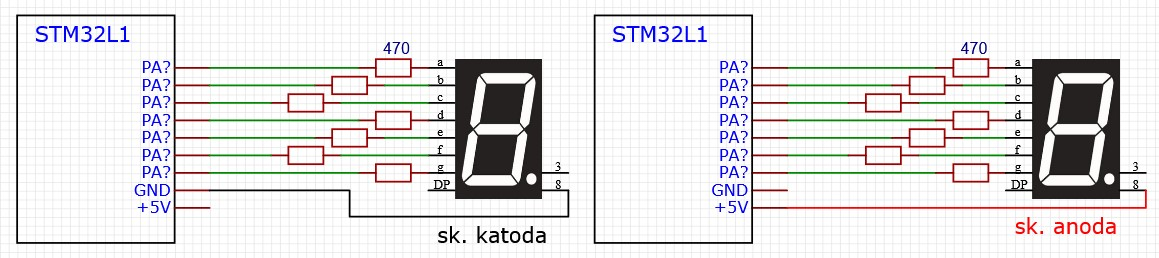 STM32L1
470
PA? a
PA? b
PA? c
PA? d
PA? e
PA? f
PA? g 3
GND DP 8
+5V
sk. katoda
STM32L1
470
PA? a
PA? b
PA? c
PA? d
PA? e
PA? f
PA? g 3
GND DP 8
+5V
sk. anoda